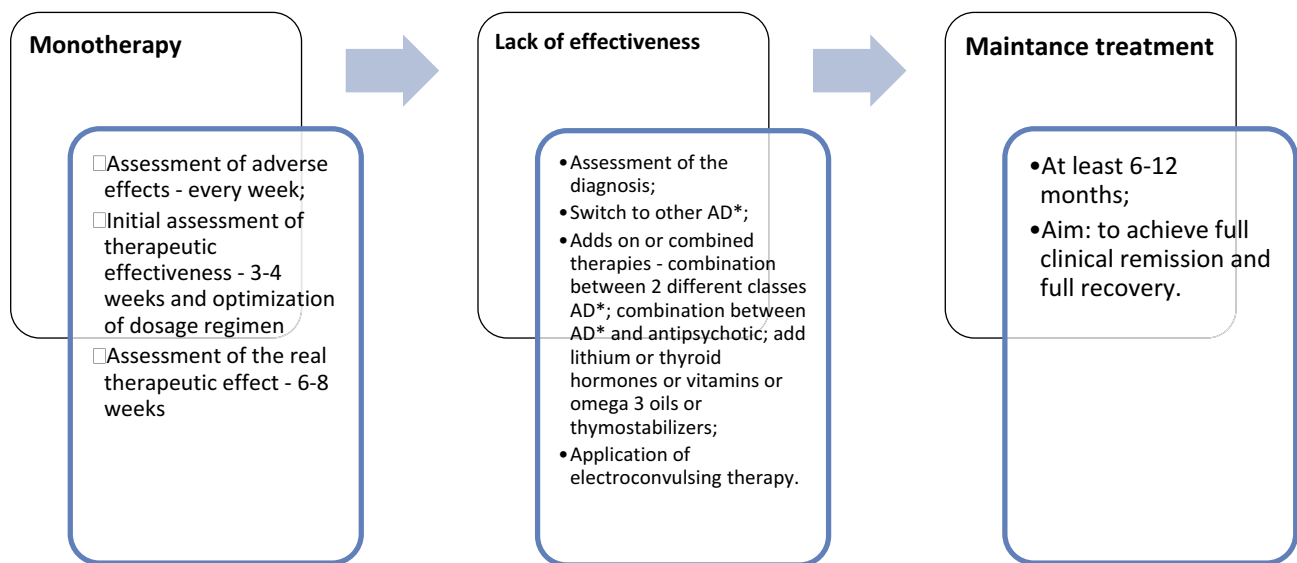 Monotherapy
□Assessment of adverse
effects - every week;
□Initial assessment of
therapeutic
effectiveness - 3-4
weeks and optimization
of dosage regimen
□Assessment of the real
therapeutic effect - 6-8
weeks
Lack of effectiveness
•Assessment of the
diagnosis;
•Switch to other AD*;
•Adds on or combined
therapies - combination
between 2 different classes
AD*; combination between
AD* and antipsychotic; add
lithium or thyroid
hormones or vitamins or
omega 3 oils or
thymostabilizers;
•Application of
electroconvulsing therapy.
Maintance treatment
•At least 6-12
months;
•Aim: to achieve full
clinical remission and
full recovery.